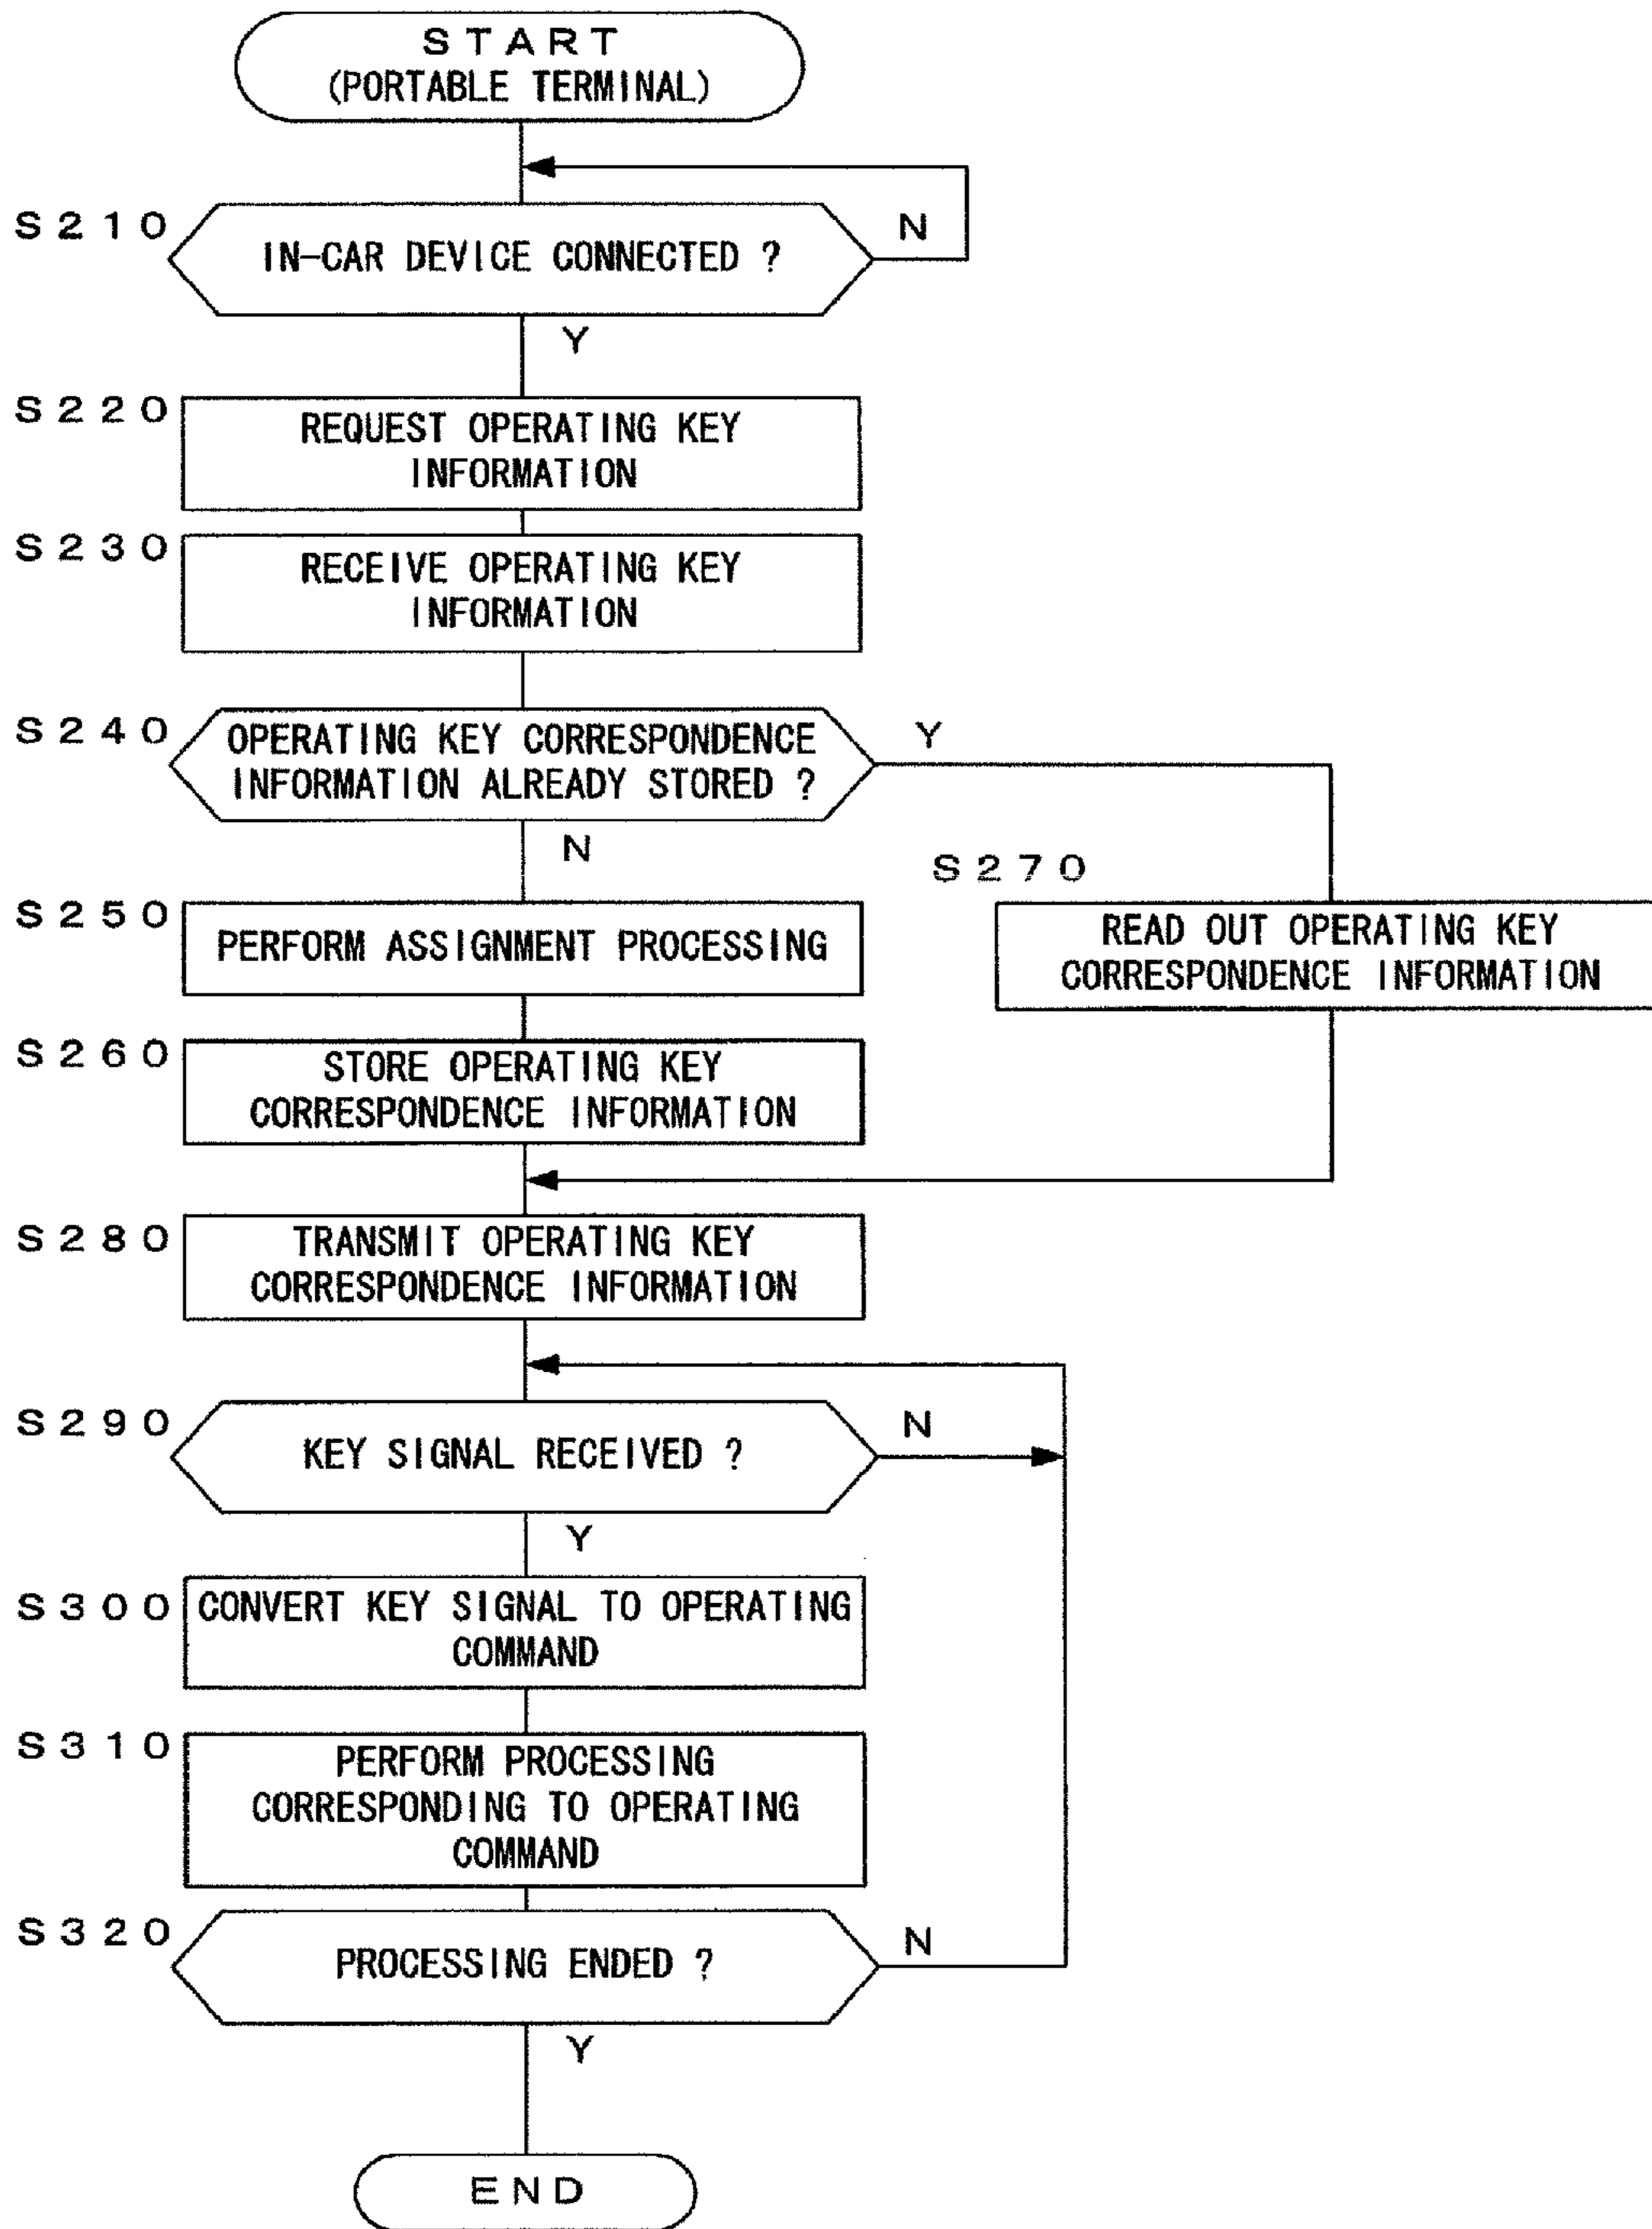 START
(PORTABLE TERMINAL)
S210
IN-CAR DEVICE CONNECTED ?
N
Y
S220
REQUEST OPERATING KEY
INFORMATION
S230
RECEIVE OPERATING KEY
INFORMATION
S240
OPERATING KEY CORRESPONDENCE
INFORMATION ALREADY STORED ?
Y
N
S270
READ OUT OPERATING KEY
CORRESPONDENCE INFORMATION
S250
PERFORM ASSIGNMENT PROCESSING
S260
STORE OPERATING KEY
CORRESPONDENCE INFORMATION
S280
TRANSMIT OPERATING KEY
CORRESPONDENCE INFORMATION
S290
KEY SIGNAL RECEIVED ?
N
Y
S300
CONVERT KEY SIGNAL TO OPERATING
COMMAND
S310
PERFORM PROCESSING
CORRESPONDING TO OPERATING
COMMAND
S320
PROCESSING ENDED ?
N
Y
END